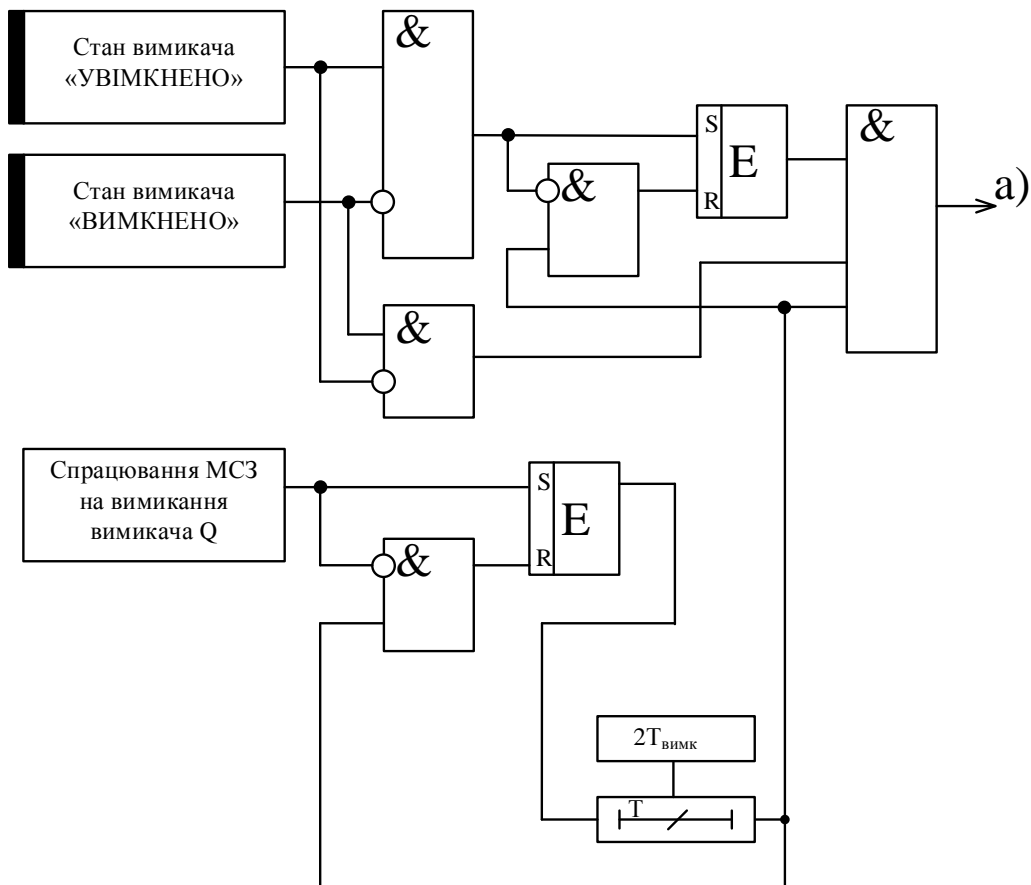 Стан вимикача
«УВІМКНЕНО»
&
Стан вимикача
«ВИМКНЕНО»
&
S
R
E
&
&
а)
&
Спрацювання МСЗ
на вимикання
вимикача Q
S
R
E
&
2Tвимк
T